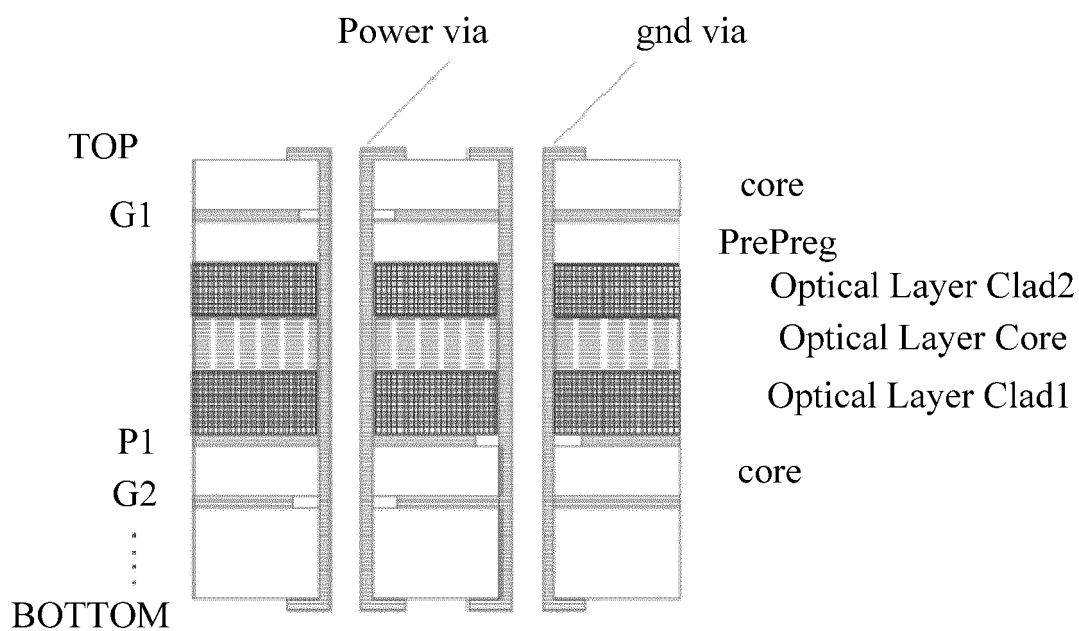 Power via
gnd via
TOP
core
G1
PrePreg
Optical Layer Clad2
Optical Layer Core
Optical Layer Clad1
P1
core
G2
BOTTOM